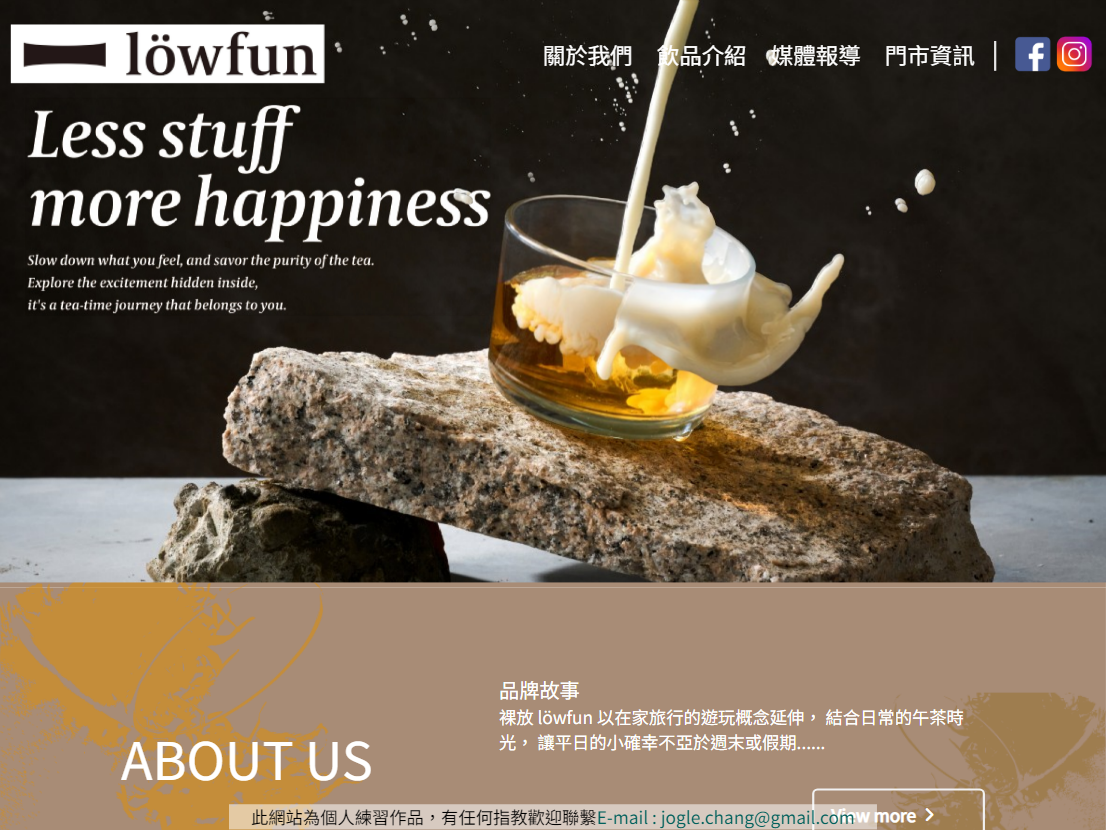 löwfun
關於我們 飲品介紹 媒體報導 門市資訊
Less stuff
more happiness
Slow down what you feel, and savor the purity of the tea.
Explore the excitement hidden inside,
it's a tea-time journey that belongs to you.
ABOUT US
品牌故事
裸放 löwfun 以在家旅行的遊玩概念延伸， 結合日常的午茶時
光， 讓平日的小確幸不亞於週末或假期......
View more
此網站為個人練習作品，有任何指教歡迎聯繫E-mail : jogle.chang@gmail.com